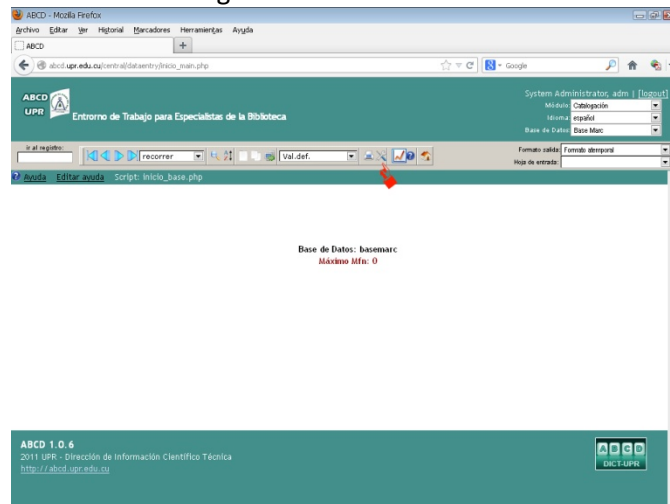 ABCD - Mozilla Firefox
Archivo Editar Ver Historial Marcadores Herramientas Ayuda
ABCD
abcd.upr.edu.cu/central/dataentry/inicio_main.php
Google
System Administrator, adm | [logout]
ABCD
UPR
Entrorno de Trabajo para Especialistas de la Biblioteca
Módulo Catalogación
Idioma español
Base de Datos Base Marc
ir al registro:
recorrer
Val.def.
Formato salida: Formato atemporal
Hoja de entrada:
Ayuda Editar ayuda Script: inicio_base.php
Base de Datos: basemarc
Máximo Mfn: 0
ABCD 1.0.6
2011 UPR - Dirección de Información Científico Técnica
http://abcd.upr.edu.cu
ABCD
DICT-UPR